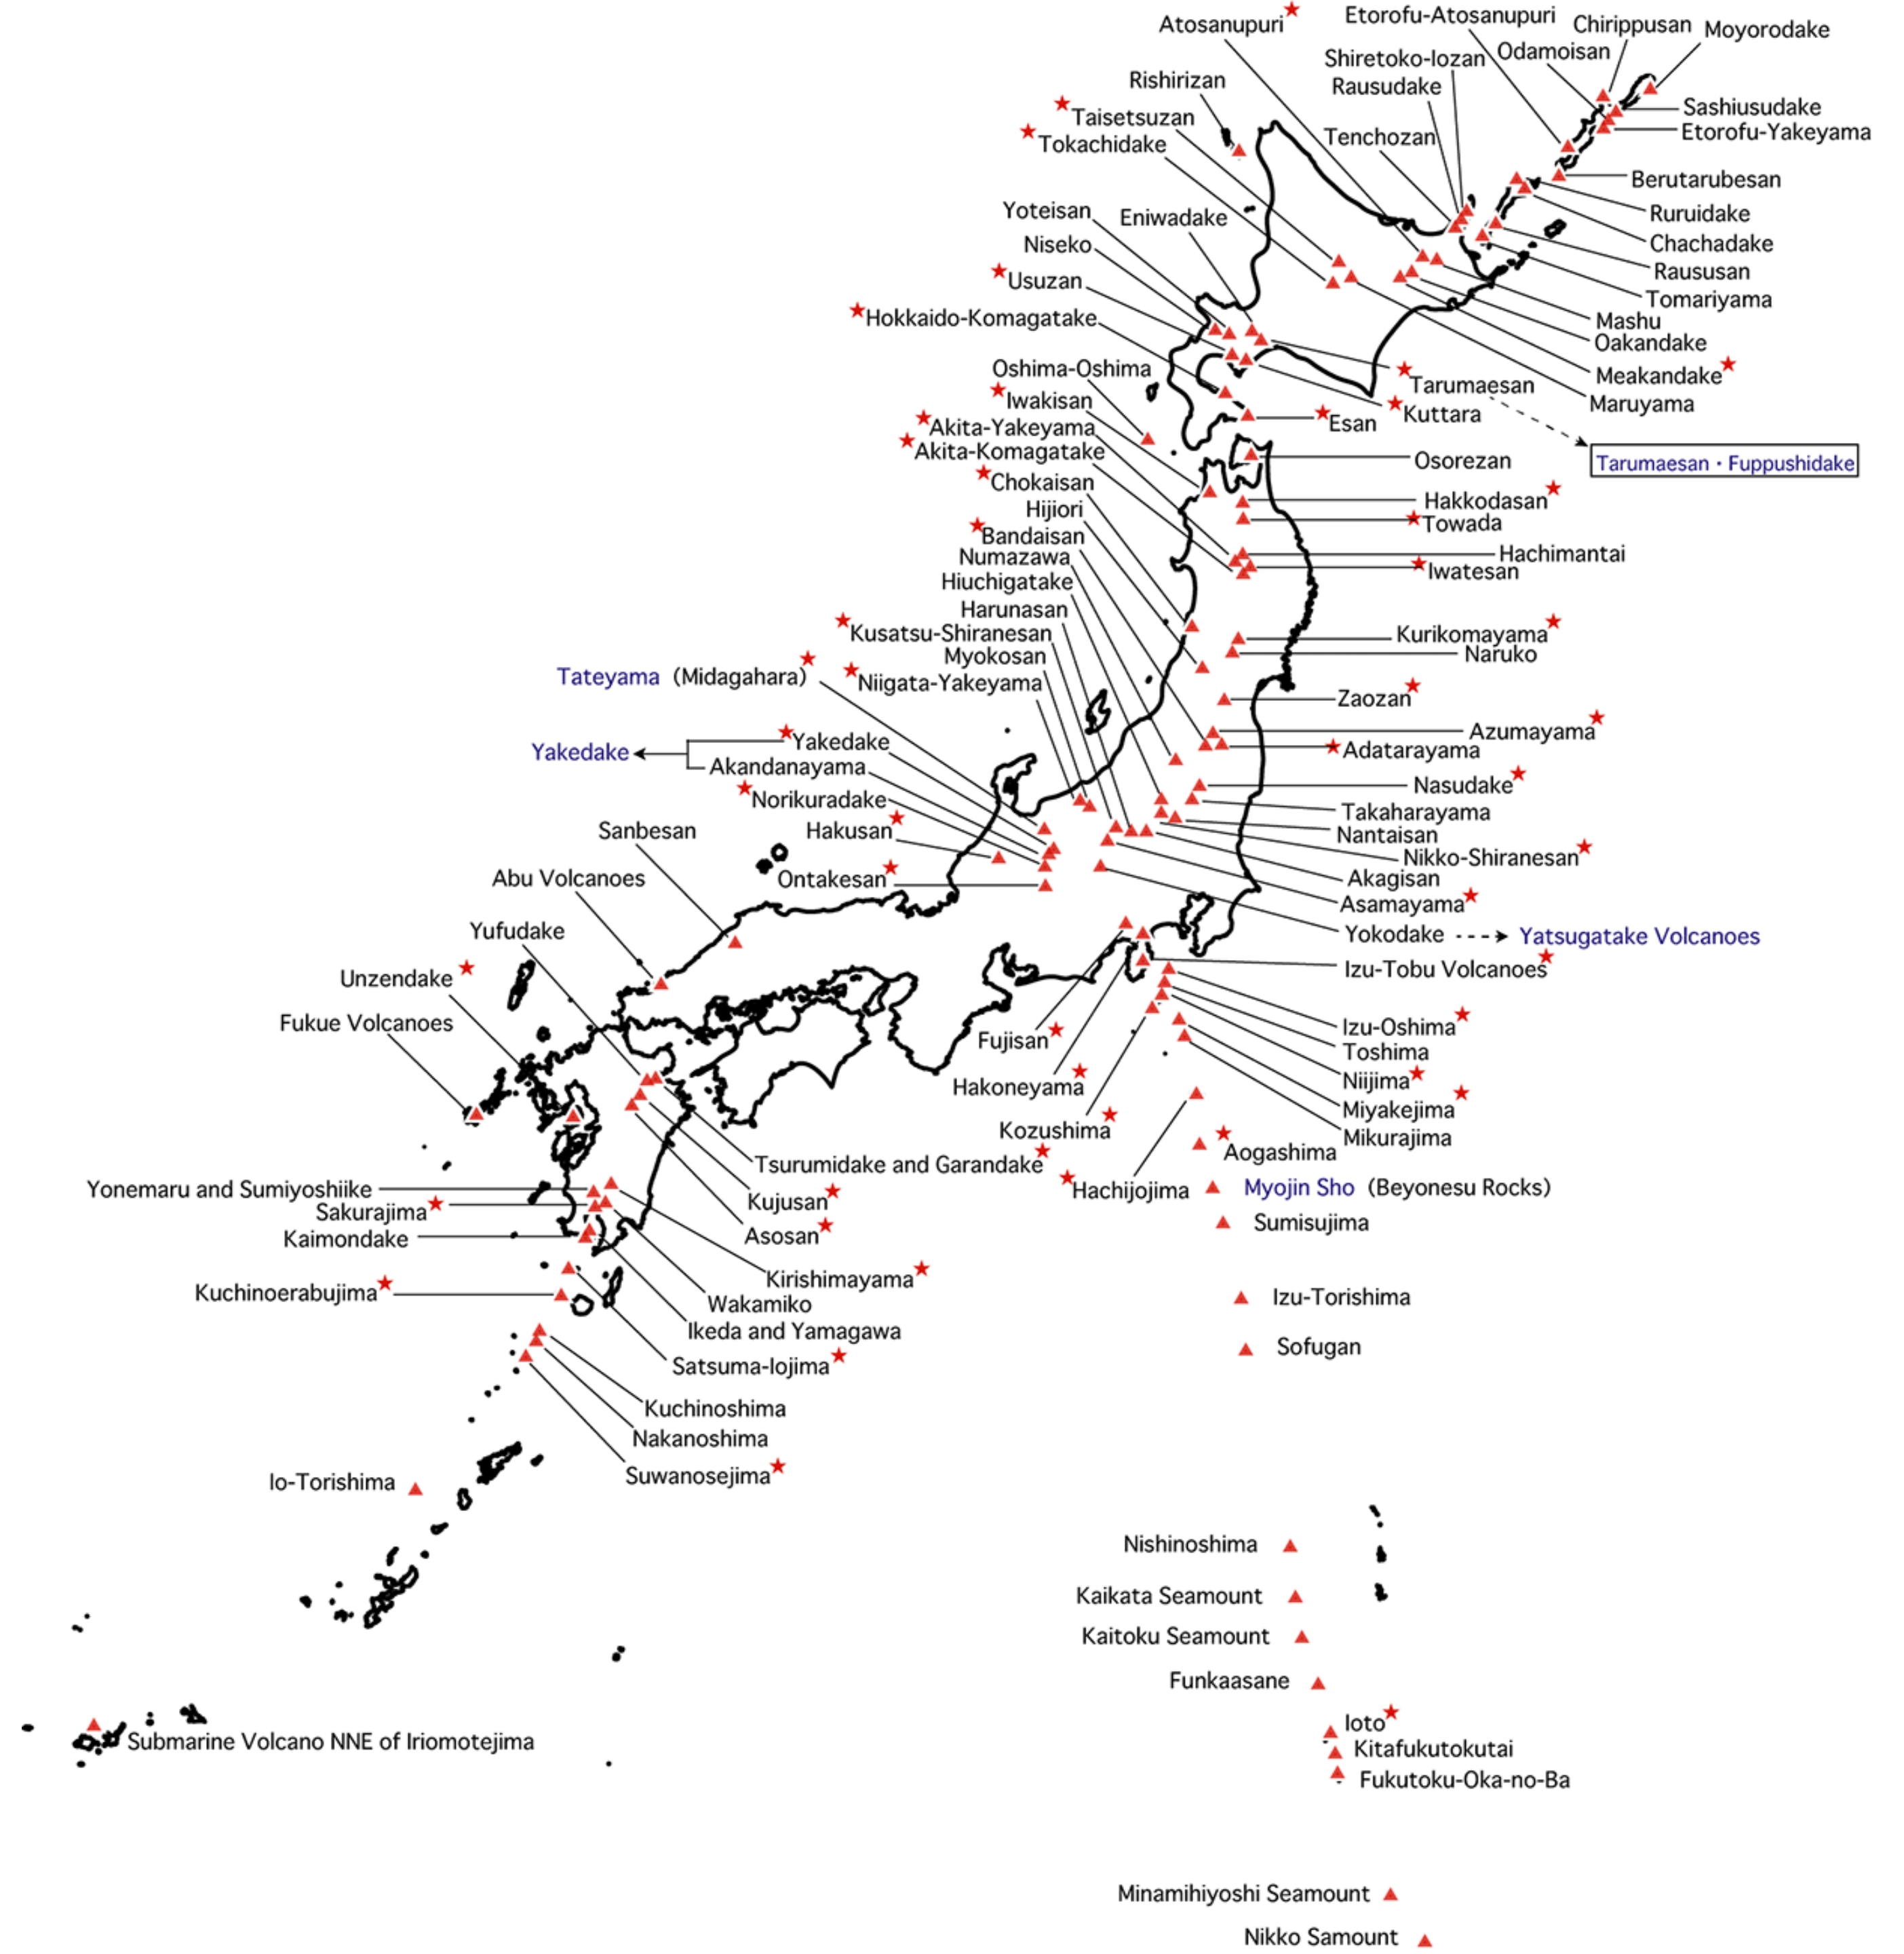 Atosanupuri
Etorofu-Atosanupuri
Chirippusan
Moyorodake
Odamoisan
Shiretoko-Iozan
Rishirizan
Rausudake
Taisetsuzan
Sashiusudake
Etorofu-Yakeyama
Tenchozan
Tokachidake
Berutarubesan
Yoteisan
Eniwadake
Ruruidake
Niseko
Chachadake
Raususan
Usuzan
Tomariyama
Hokkaido-Komagatake
Mashu
Oakandake
Oshima-Oshima
Meakandake
Tarumaesan
Iwakisan
Maruyama
Kuttara
Esan
Akita-Yakeyama
Akita-Komagatake
Osorezan
Tarumaesan・Fuppushidake
Chokaisan
Hakkodasan
Hijiori
Towada
Bandaisan
Numazawa
Hachimantai
Iwatesan
Hiuchigatake
Harunasan
Kusatsu-Shiranesan
Kurikomayama
Myokosan
Naruko
Tateyama (Midagahara)
Niigata-Yakeyama
Zaozan
Azumayama
Yakedake
Yakedake
Adatarayama
Akandanayama
Nasudake
Norikuradake
Takaharayama
Sanbesan
Hakusan
Nantaisan
Nikko-Shiranesan
Abu Volcanoes
Ontakesan
Akagisan
Asamayama
Yufudake
Yokodake
Yatsugatake Volcanoes
Unzendake
Izu-Tobu Volcanoes
Fukue Volcanoes
Izu-Oshima
Fujisan
Toshima
Niijima
Hakoneyama
Miyakejima
Kozushima
Mikurajima
Aogashima
Tsurumidake and Garandake
Yonemaru and Sumiyoshiike
Hachijojima
Myojin Sho (Beyonesu Rocks)
Kujusan
Sakurajima
Sumisujima
Kaimondake
Asosan
Kirishimayama
Kuchinoerabujima
Izu-Torishima
Wakamiko
Ikeda and Yamagawa
Sofugan
Satsuma-Iojima
Kuchinoshima
Nakanoshima
Suwanosejima
Io-Torishima
Nishinoshima
Kaikata Seamount
Kaitoku Seamount
Funkaasane
Ioto
Submarine Volcano NNE of Iriomotejima
Kitafukutokutai
Fukutoku-Oka-no-Ba
Minamihiyoshi Seamount
Nikko Samount